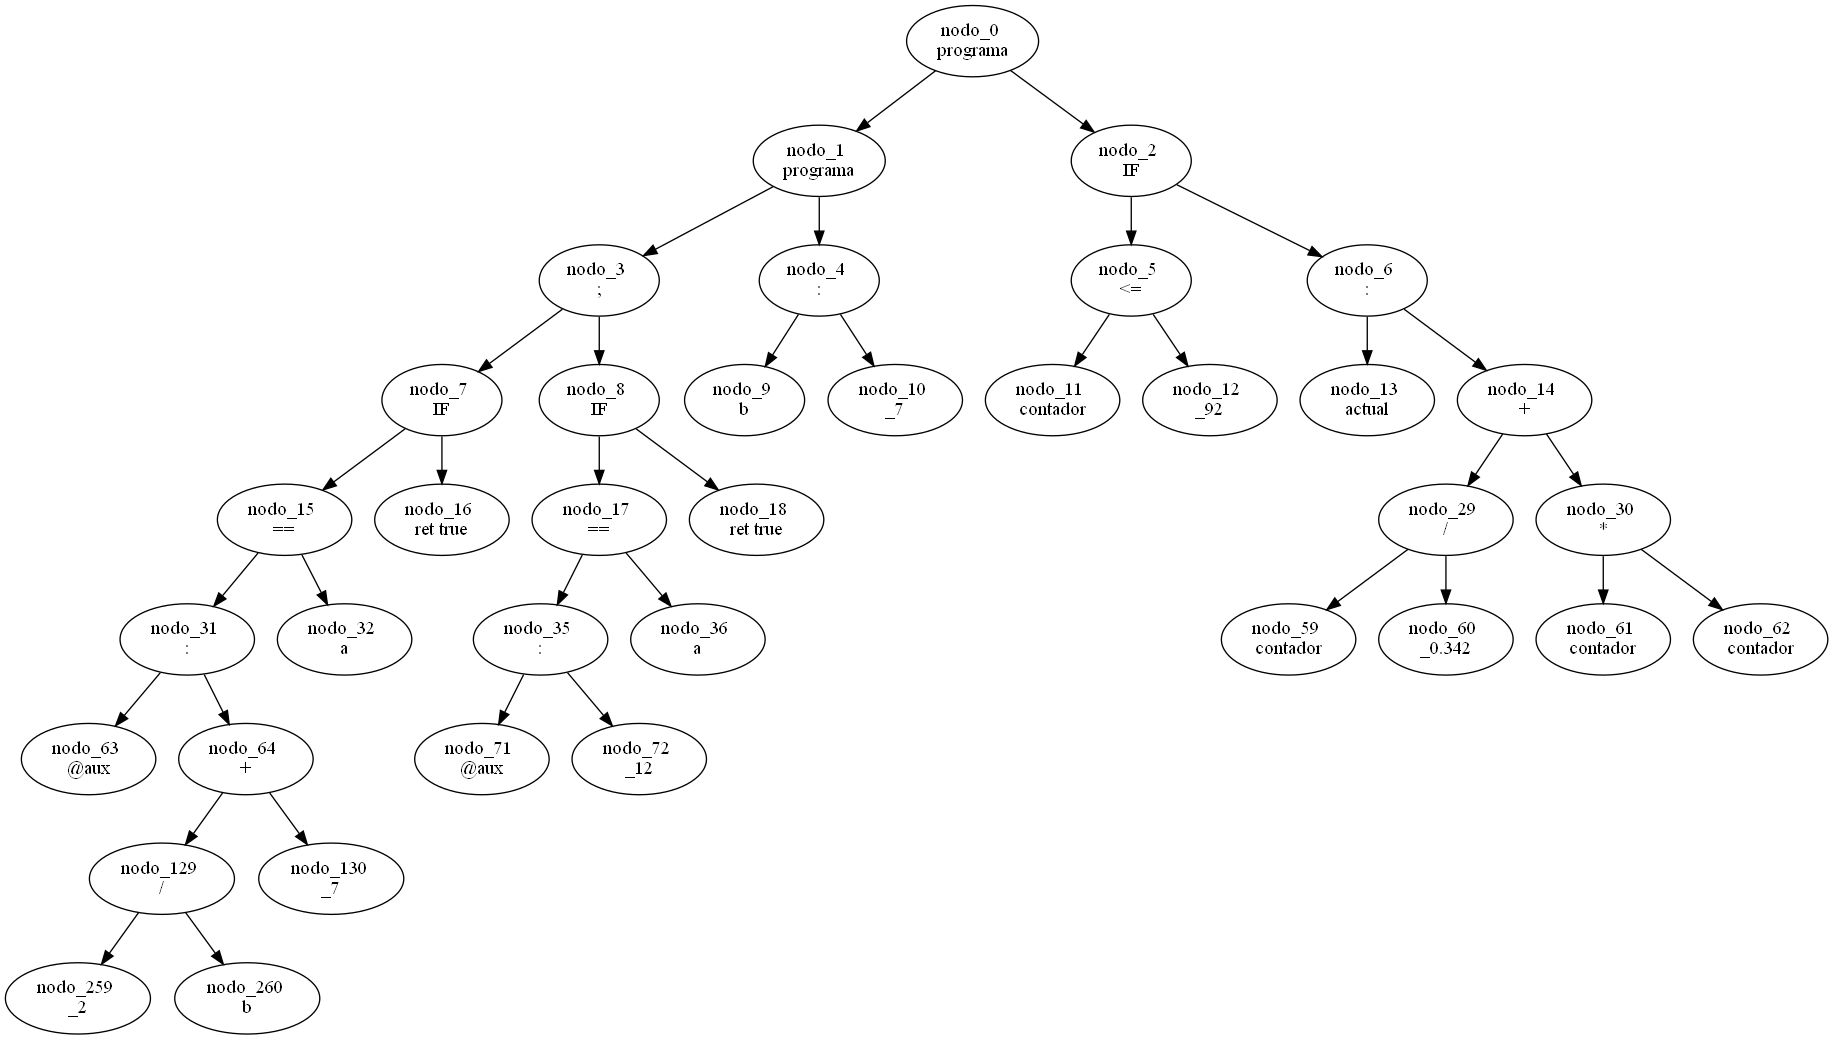 nodo_0
programa
nodo_1
programa
nodo_2
IF
nodo_3
;
nodo_4
:
nodo_5
<=
nodo_6
:
nodo_7
IF
nodo_8
IF
nodo_9
b
nodo_10
_7
nodo_11
contador
nodo_12
_92
nodo_13
actual
nodo_14
+
nodo_15
==
nodo_16
ret true
nodo_17
==
nodo_18
ret true
nodo_29
/
nodo_30
*
nodo_31
:
nodo_32
a
nodo_35
:
nodo_36
a
nodo_59
contador
nodo_60
_0.342
nodo_61
contador
nodo_62
contador
nodo_63
@aux
nodo_64
+
nodo_71
@aux
nodo_72
_12
nodo_129
/
nodo_130
_7
nodo_259
_2
nodo_260
b